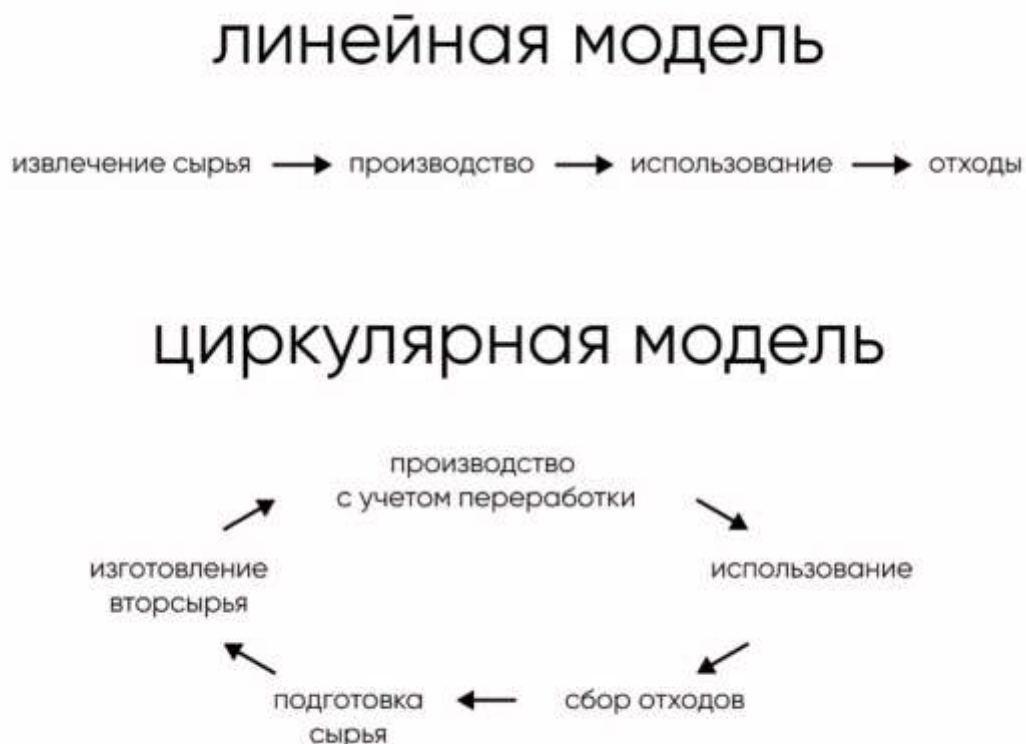 линейная модель
извлечение сырья → производство → использование → отходы
циркулярная модель
производство
с учетом переработки
использование
сбор отходов
подготовка
сырья
изготовление
вторсырья